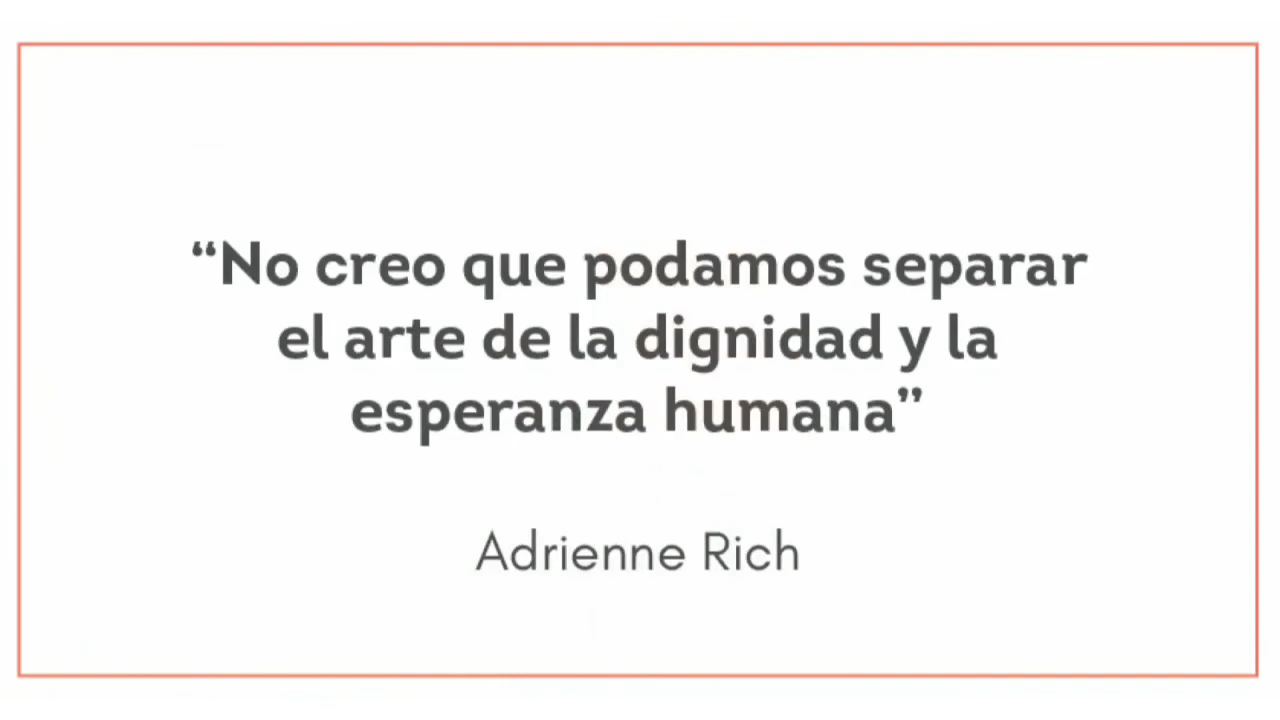 “No creo que podamos separar
el arte de la dignidad y la
esperanza humana”
Adrienne Rich